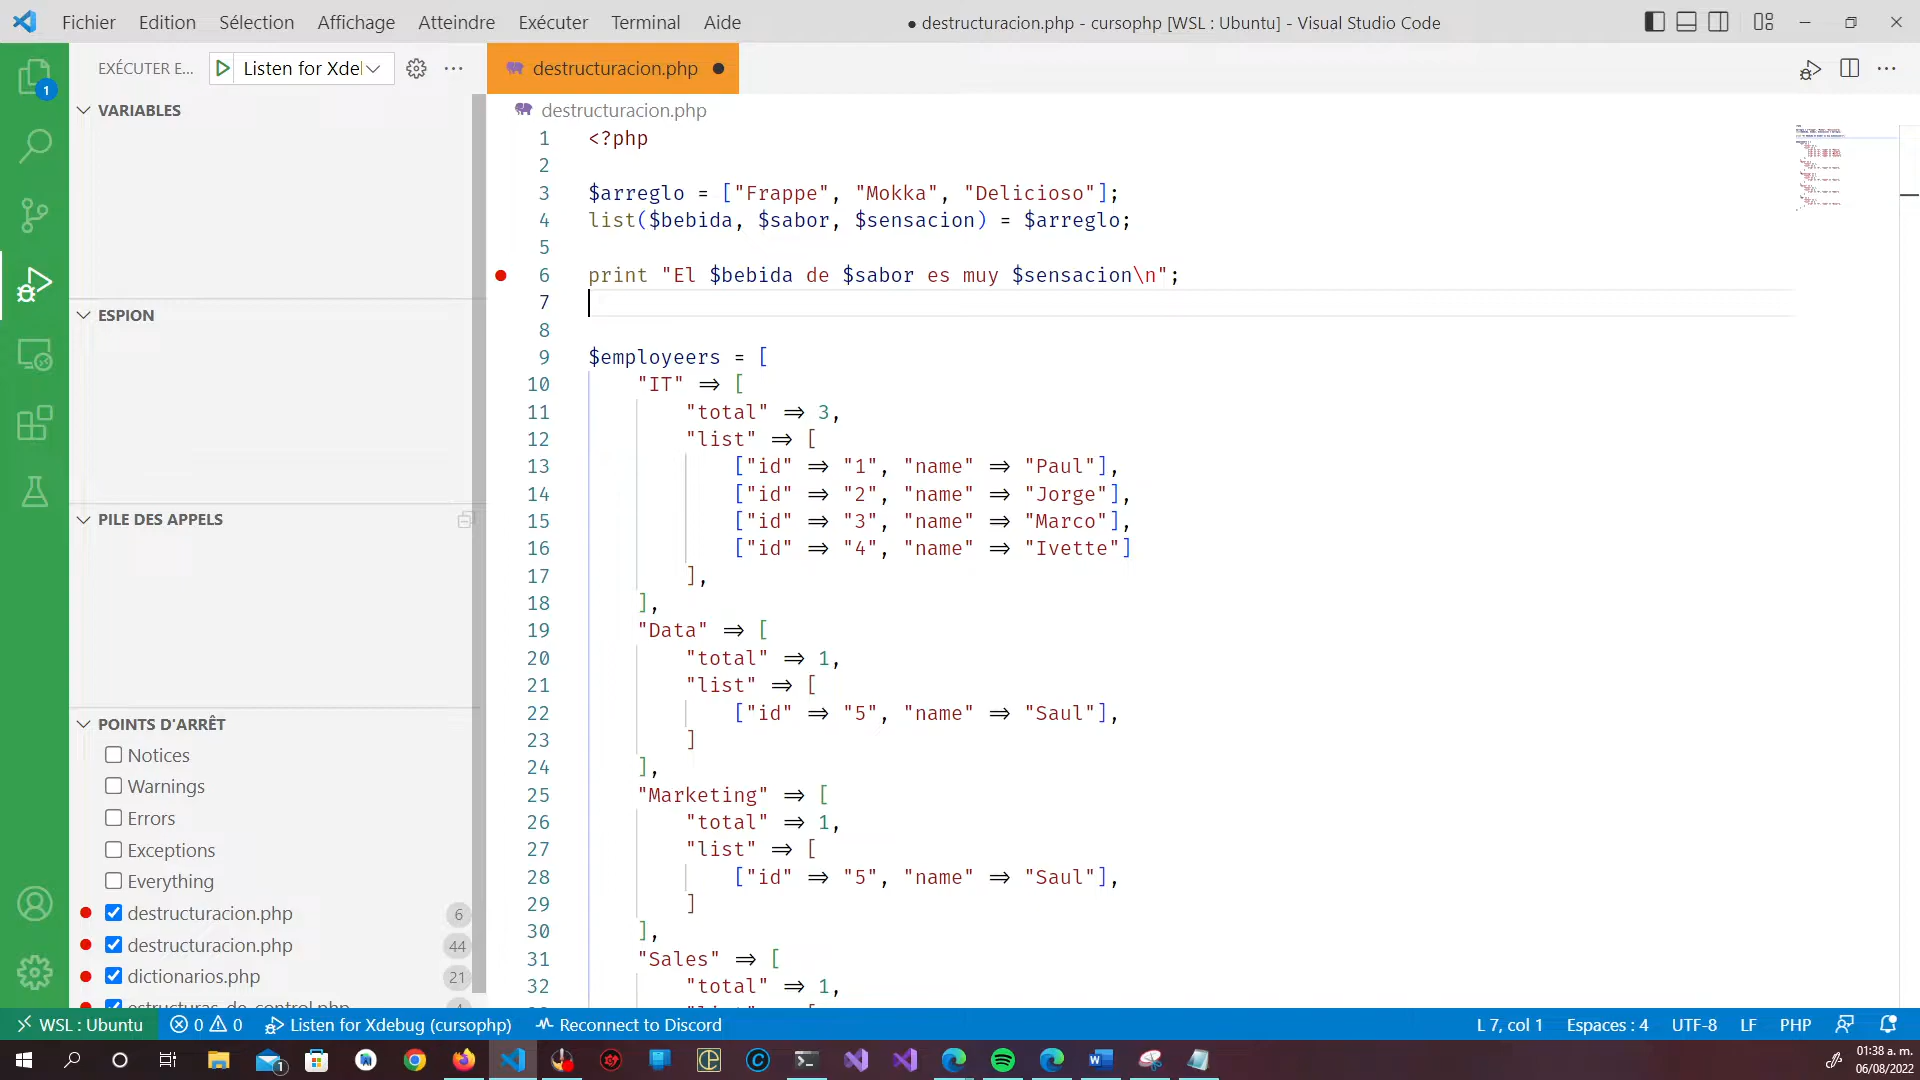 Fichier Edition Sélection Affichage Atteindre Exécuter Terminal Aide
● destructuracion.php - cursophp [WSL : Ubuntu] - Visual Studio Code
1
EXÉCUTER E...
Listen for Xdel
VARIABLES
ESPION
PILE DES APPELS
POINTS D'ARRÊT
Notices
Warnings
Errors
Exceptions
Everything
destructuracion.php 6
destructuracion.php 44
dictionarios.php 21
estructuras_de_control.php
destructuracion.php ●
destructuracion.php
1 <?php
2
3 $arreglo = ["Frappe", "Mokka", "Delicioso"];
4 list($bebida, $sabor, $sensacion) = $arreglo;
5
6 print "El $bebida de $sabor es muy $sensacion\n";
7
8
9 $employeers = [
10 "IT" => [
11 "total" => 3,
12 "list" => [
13 ["id" => "1", "name" => "Paul"],
14 ["id" => "2", "name" => "Jorge"],
15 ["id" => "3", "name" => "Marco"],
16 ["id" => "4", "name" => "Ivette"]
17 ],
18 ],
19 "Data" => [
20 "total" => 1,
21 "list" => [
22 ["id" => "5", "name" => "Saul"],
23 ]
24 ],
25 "Marketing" => [
26 "total" => 1,
27 "list" => [
28 ["id" => "5", "name" => "Saul"],
29 ]
30 ],
31 "Sales" => [
32 "total" => 1,
WSL : Ubuntu 0 0 Listen for Xdebug (cursophp) Reconnect to Discord
L 7, col 1 Espaces : 4 UTF-8 LF PHP
1
01:38 a. m.
06/08/2022